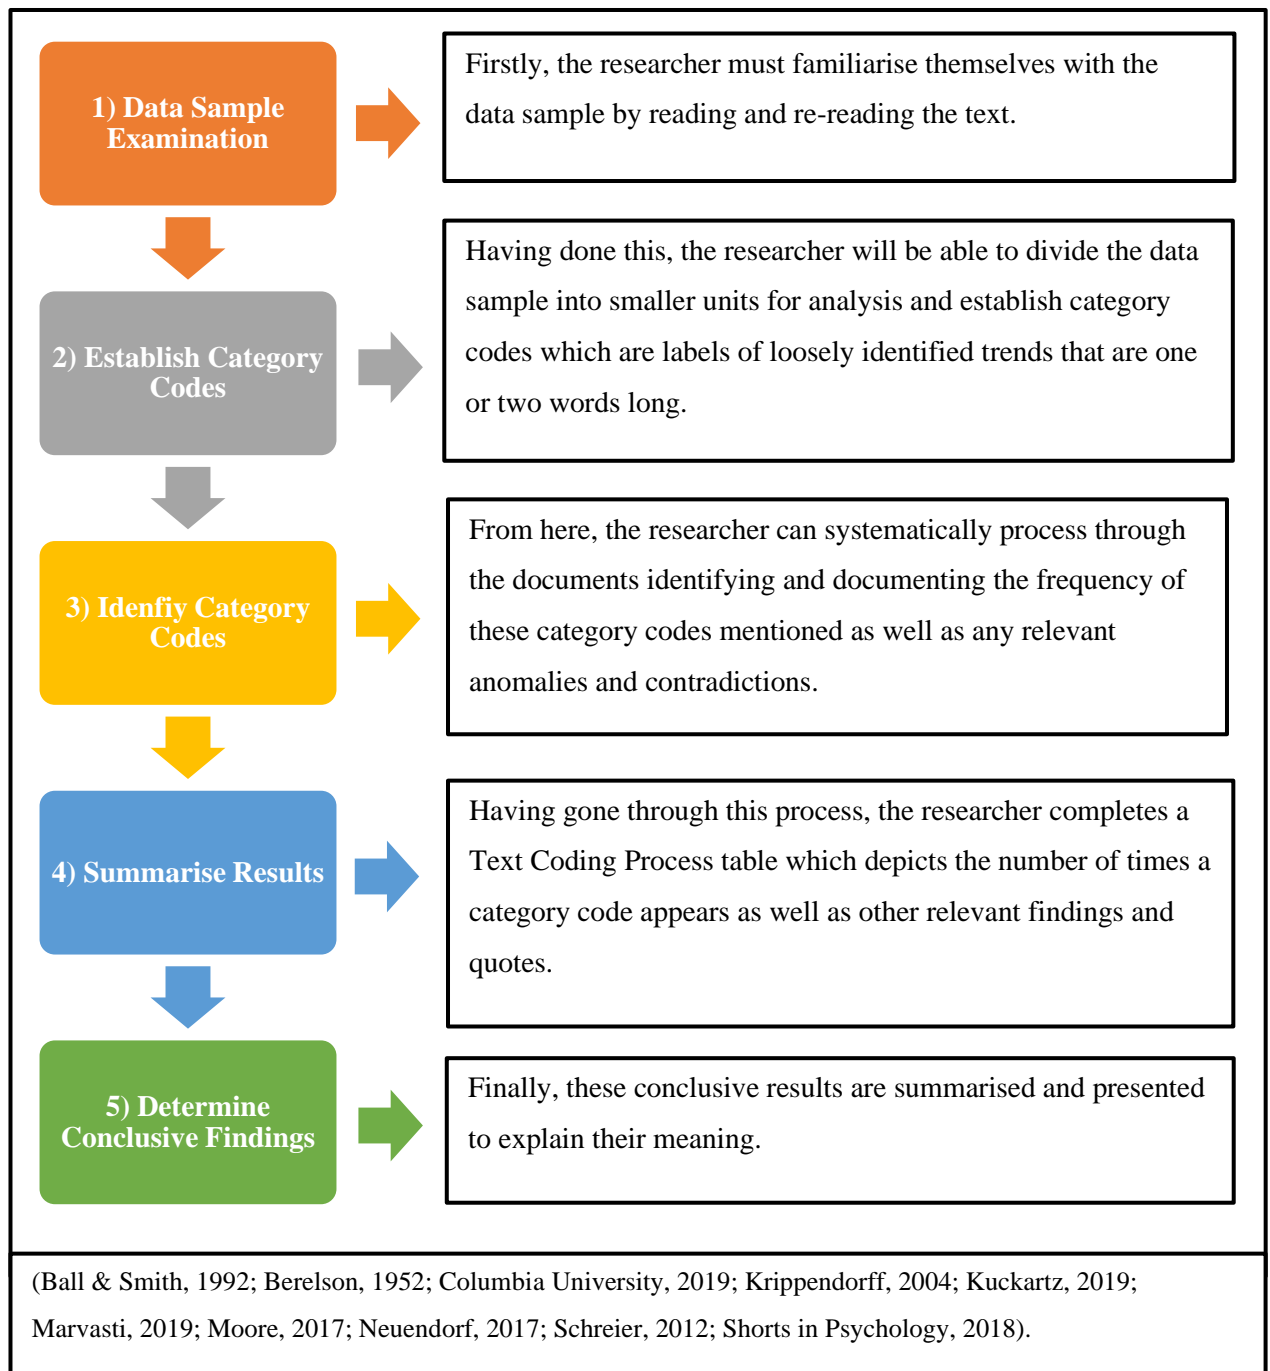 1) Data Sample
Examination
Firstly, the researcher must familiarise themselves with the
data sample by reading and re-reading the text.
2) Establish Category
Codes
Having done this, the researcher will be able to divide the data
sample into smaller units for analysis and establish category
codes which are labels of loosely identified trends that are one
or two words long.
3) Idenfiy Category
Codes
From here, the researcher can systematically process through
the documents identifying and documenting the frequency of
these category codes mentioned as well as any relevant
anomalies and contradictions.
4) Summarise Results
Having gone through this process, the researcher completes a
Text Coding Process table which depicts the number of times a
category code appears as well as other relevant findings and
quotes.
5) Determine
Conclusive Findings
Finally, these conclusive results are summarised and presented
to explain their meaning.
(Ball & Smith, 1992; Berelson, 1952; Columbia University, 2019; Krippendorff, 2004; Kuckartz, 2019;
Marvasti, 2019; Moore, 2017; Neuendorf, 2017; Schreier, 2012; Shorts in Psychology, 2018).